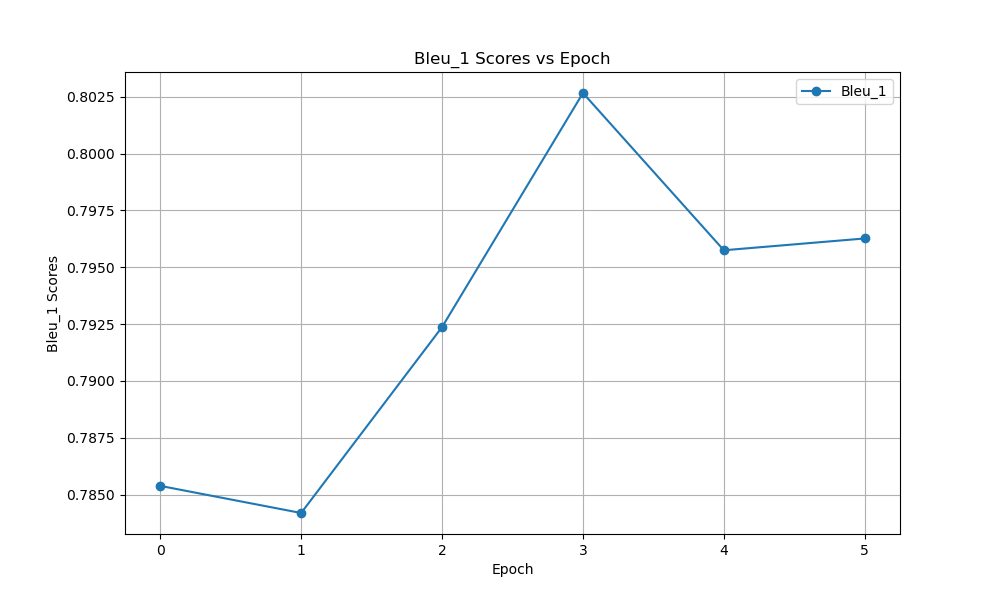 Bleu_1 Scores vs Epoch
Bleu_1
0.8025
0.8000
0.7975
0.7950
0.7925
0.7900
0.7875
0.7850
Bleu_1 Scores
0 1 2 3 4 5
Epoch